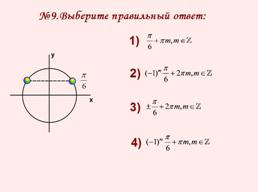 №9.Выберите правильный ответ:
1) π/6 + πm, m ∈ ℤ
y
2) (-1)ᵐ π/6 + 2πm, m ∈ ℤ
π/6
x
3) ± π/6 + 2πm, m ∈ ℤ
4) (-1)ᵐ π/6 + πm, m ∈ ℤ